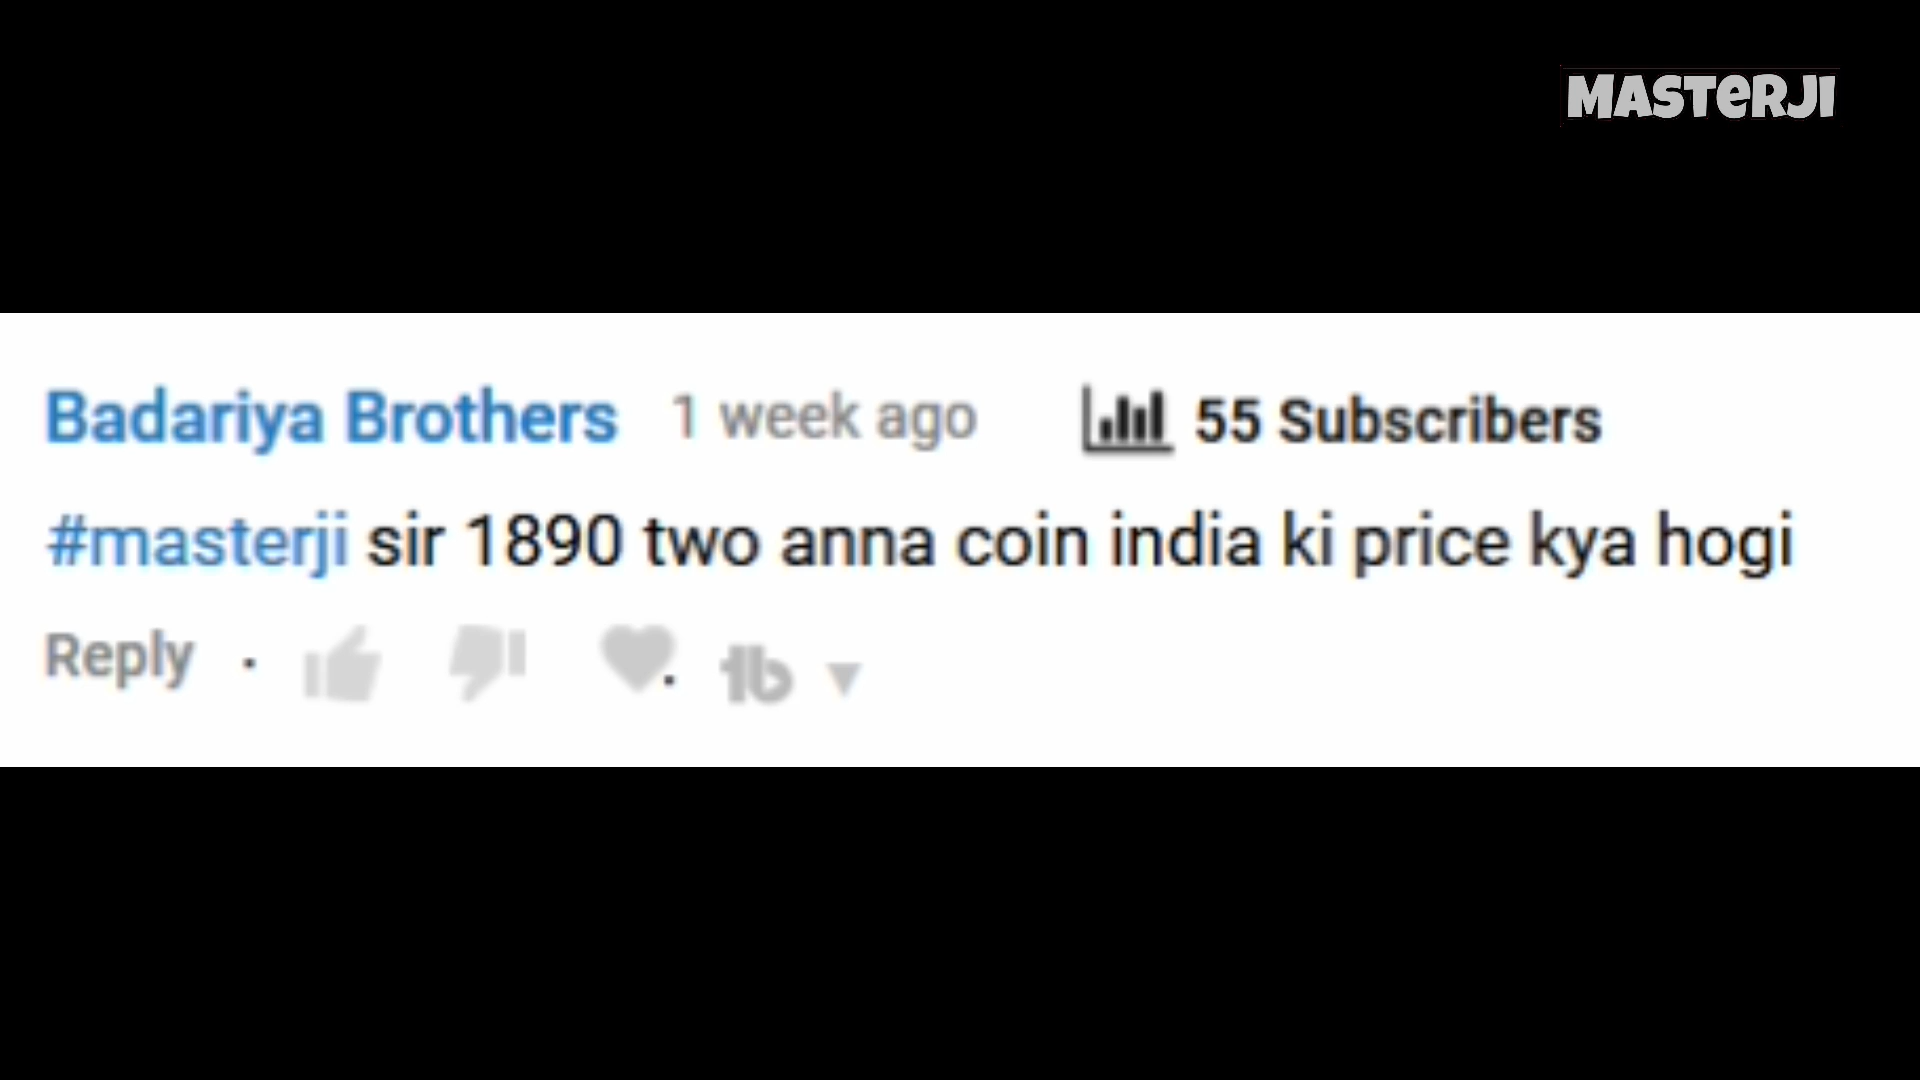 MASTERJI
Badariya Brothers 1 week ago 55 Subscribers
#masterji sir 1890 two anna coin india ki price kya hogi
Reply